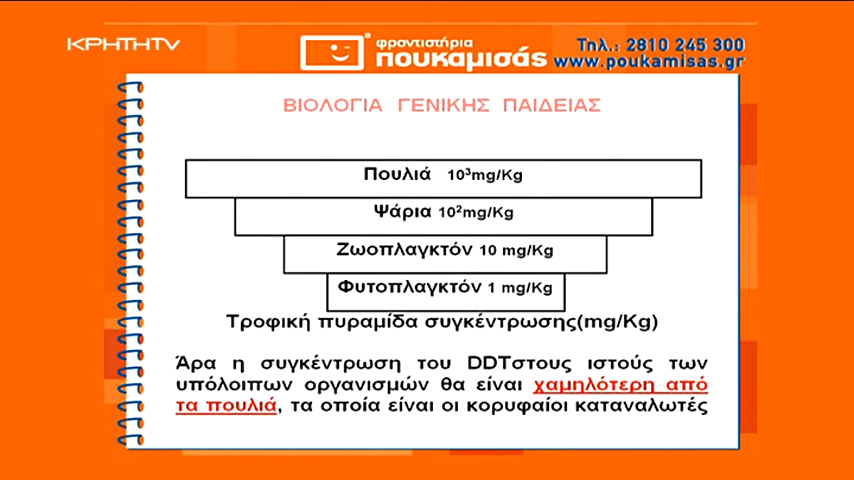 ΚΡΗΤΗTV
φροντιστήρια
πουκαμισάς
Τηλ.: 2810 245 300
www.poukamisas.gr
ΒΙΟΛΟΓΙΑ ΓΕΝΙΚΗΣ ΠΑΙΔΕΙΑΣ
Πουλιά 10³mg/Kg
Ψάρια 10²mg/Kg
Ζωοπλαγκτόν 10 mg/Kg
Φυτοπλαγκτόν 1 mg/Kg
Τροφική πυραμίδα συγκέντρωσης(mg/Kg)
Άρα η συγκέντρωση του DDTστους ιστούς των
υπόλοιπων οργανισμών θα είναι χαμηλότερη από
τα πουλιά, τα οποία είναι οι κορυφαίοι καταναλωτές